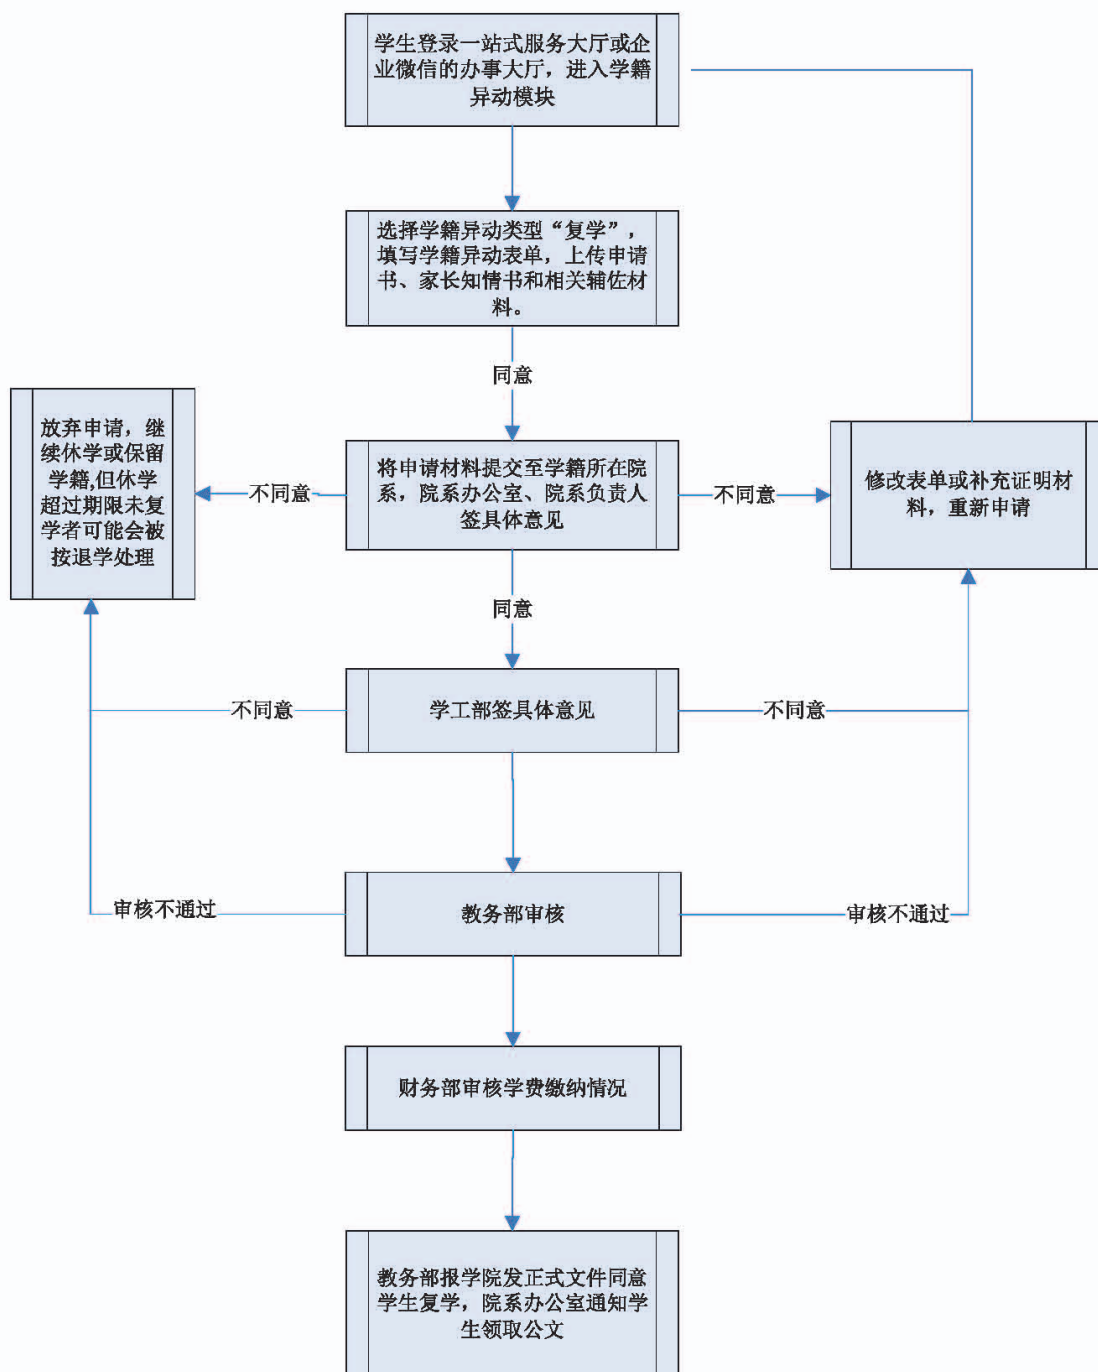 学生登录一站式服务大厅或企
业微信的办事大厅，进入学籍
异动模块
选择学籍异动类型“复学”，
填写学籍异动表单，上传申请
书、家长知情书和相关辅佐材
料。
同意
放弃申请，继
续休学或保留
学籍,但休学
超过期限未复
学者可能会被
按退学处理
不同意
将申请材料提交至学籍所在院
系，院系办公室、院系负责人
签具体意见
不同意
修改表单或补充证明材
料，重新申请
同意
不同意
学工部签具体意见
不同意
审核不通过
教务部审核
审核不通过
财务部审核学费缴纳情况
教务部报学院发正式文件同意
学生复学，院系办公室通知学
生领取公文